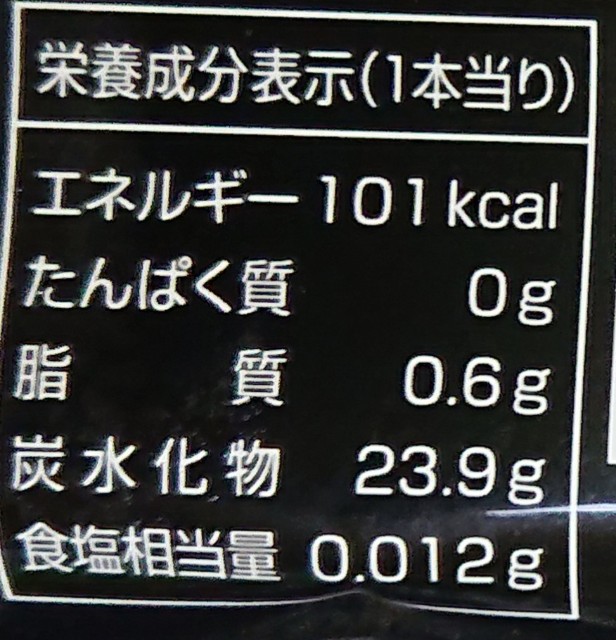 栄養成分表示(1本当り)
エネルギー 101kcal
たんぱく質 0g
脂質 0.6g
炭水化物 23.9g
食塩相当量 0.012g